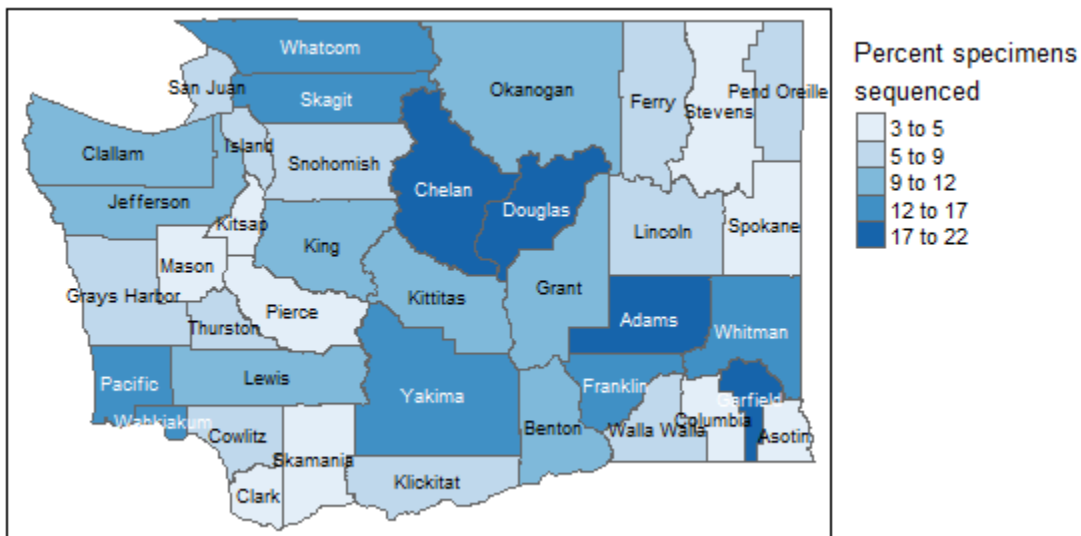 Whatcom
San Juan
Skagit
Okanogan
Ferry
Stevens
Pend Oreille
Clallam
Island
Snohomish
Jefferson
Chelan
Douglas
Kitsap
King
Lincoln
Spokane
Mason
Grays Harbor
Kittitas
Grant
Pierce
Thurston
Adams
Whitman
Pacific
Lewis
Yakima
Franklin
Garfield
Wahkiakum
Cowlitz
Benton
Walla Walla
Columbia
Asotin
Skamania
Klickitat
Clark
Percent specimens
sequenced
3 to 5
5 to 9
9 to 12
12 to 17
17 to 22